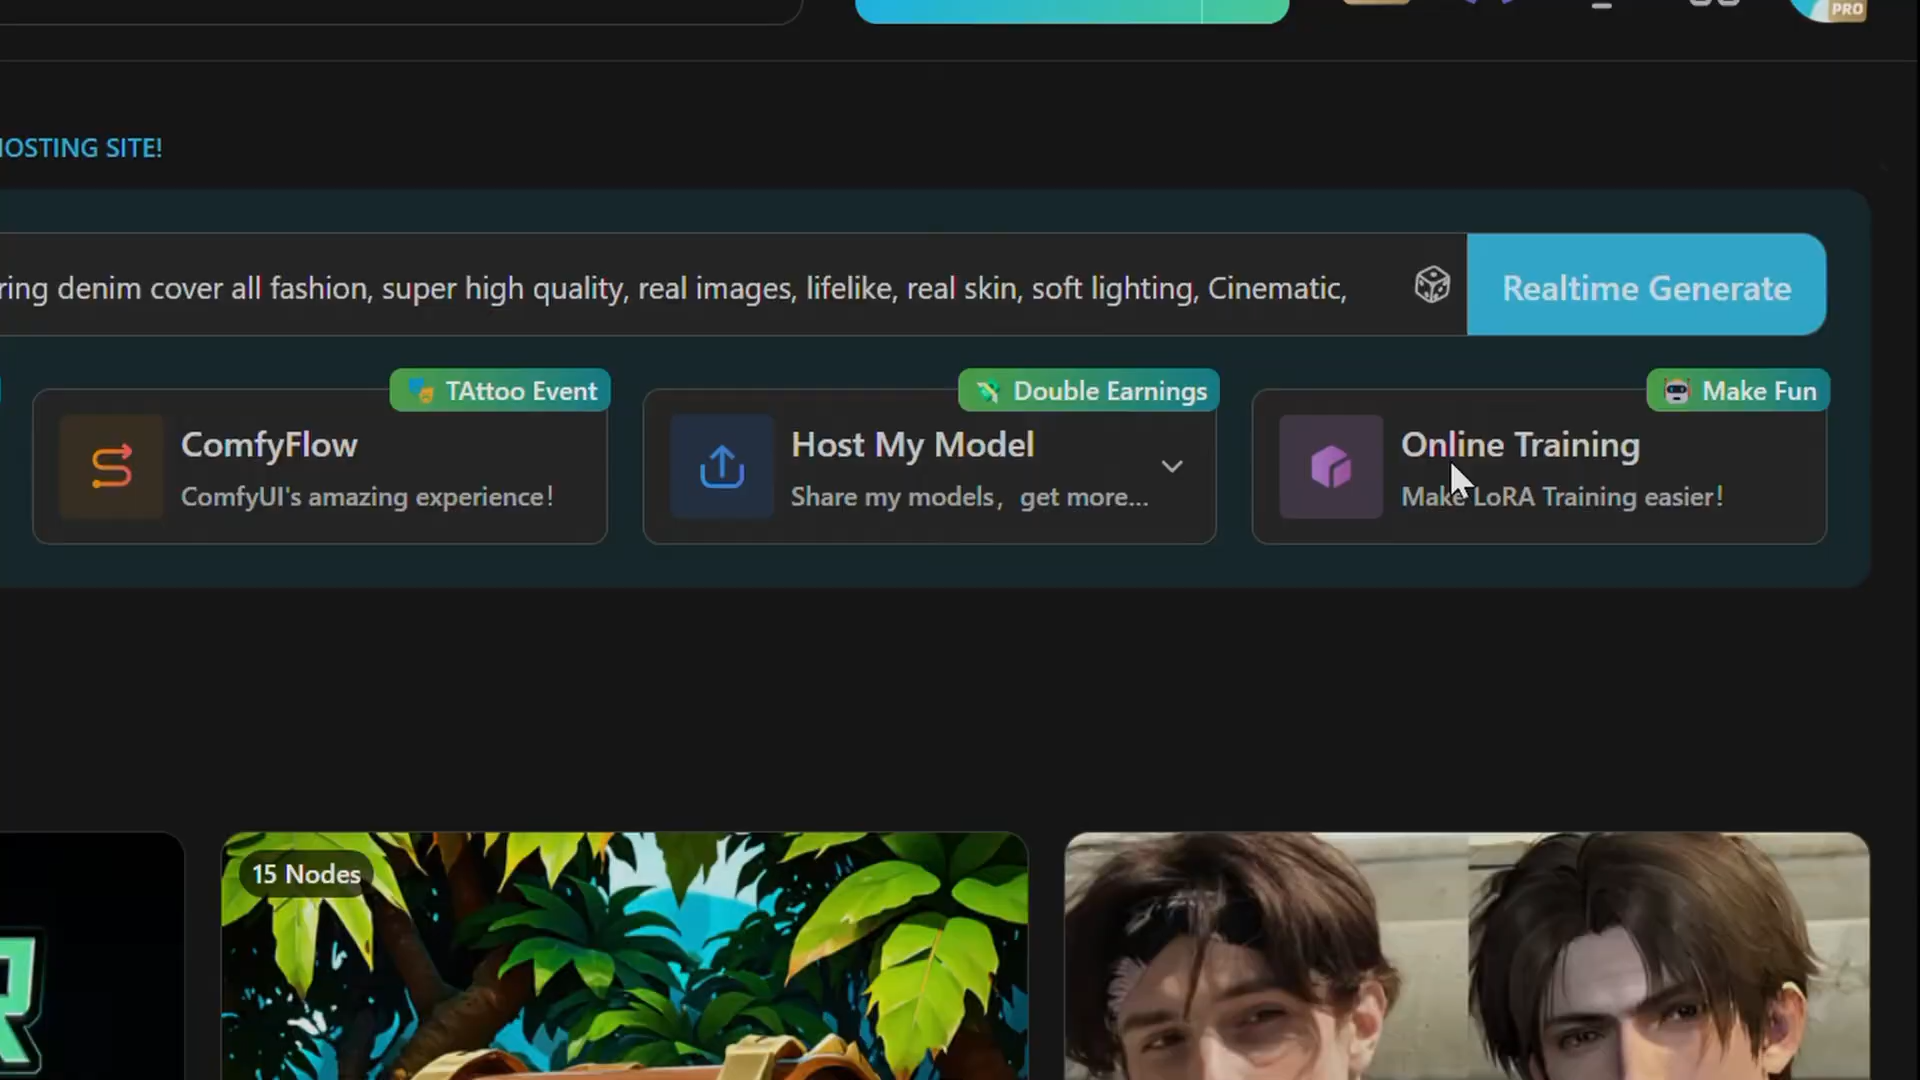 PRO
HOSTING SITE!
ring denim cover all fashion, super high quality, real images, lifelike, real skin, soft lighting, Cinematic,
Realtime Generate
TAttoo Event
Double Earnings
Make Fun
ComfyFlow
ComfyUI's amazing experience！
Host My Model
Share my models，get more...
Online Training
Make LoRA Training easier！
15 Nodes
R